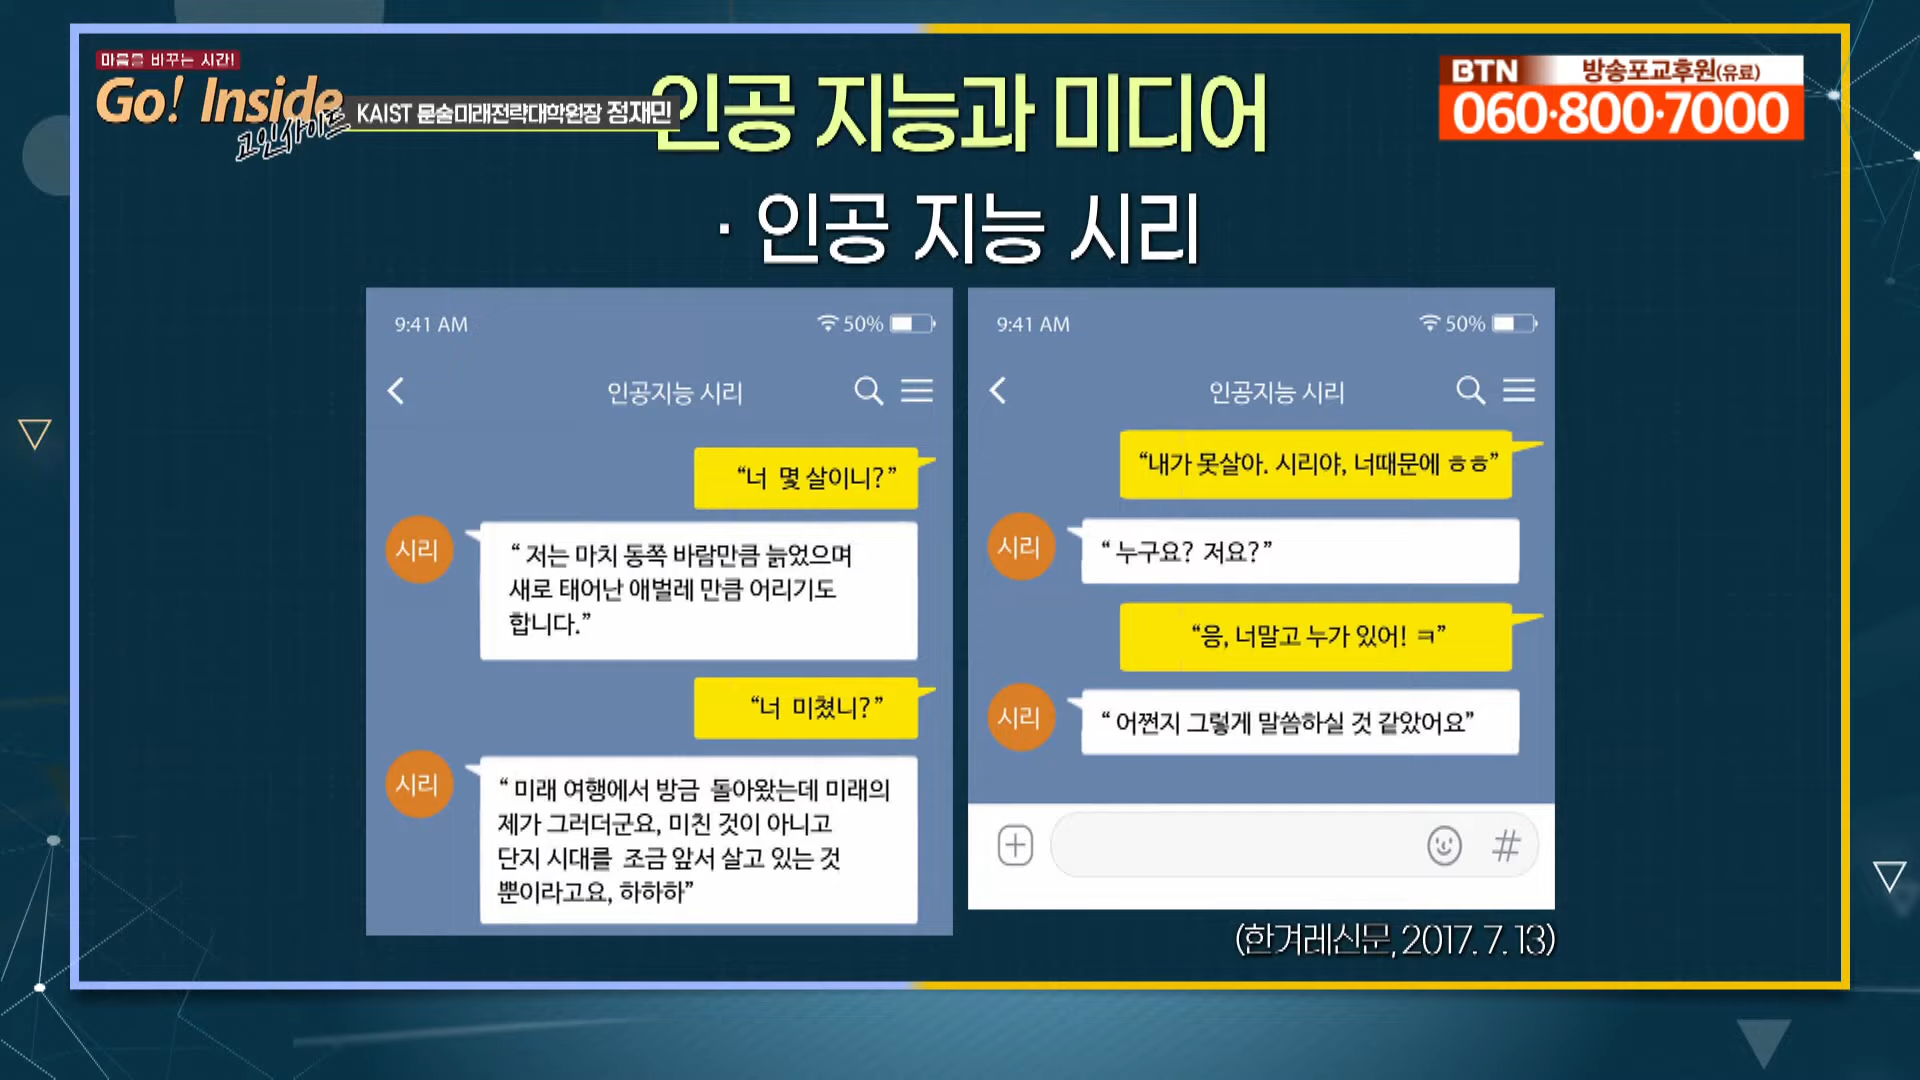 마음을 바꾸는 시간!
Go! Inside
고인사이드
KAIST 문술미래전략대학원장 정재민
인공 지능과 미디어
BTN 방송포교후원(유료)
060·800·7000
· 인공 지능 시리
9:41 AM 50%
인공지능 시리
“너 몇 살이니?”
시리
“ 저는 마치 동쪽 바람만큼 늙었으며
새로 태어난 애벌레 만큼 어리기도
합니다.”
“너 미쳤니?”
시리
“ 미래 여행에서 방금 돌아왔는데 미래의
제가 그러더군요, 미친 것이 아니고
단지 시대를 조금 앞서 살고 있는 것
뿐이라고요, 하하하”
9:41 AM 50%
인공지능 시리
“내가 못살아. 시리야, 너때문에 ㅎㅎ”
시리
“ 누구요? 저요?”
“응, 너말고 누가 있어! ㅋ”
시리
“ 어쩐지 그렇게 말씀하실 것 같았어요”
#
(한겨레신문, 2017. 7. 13)